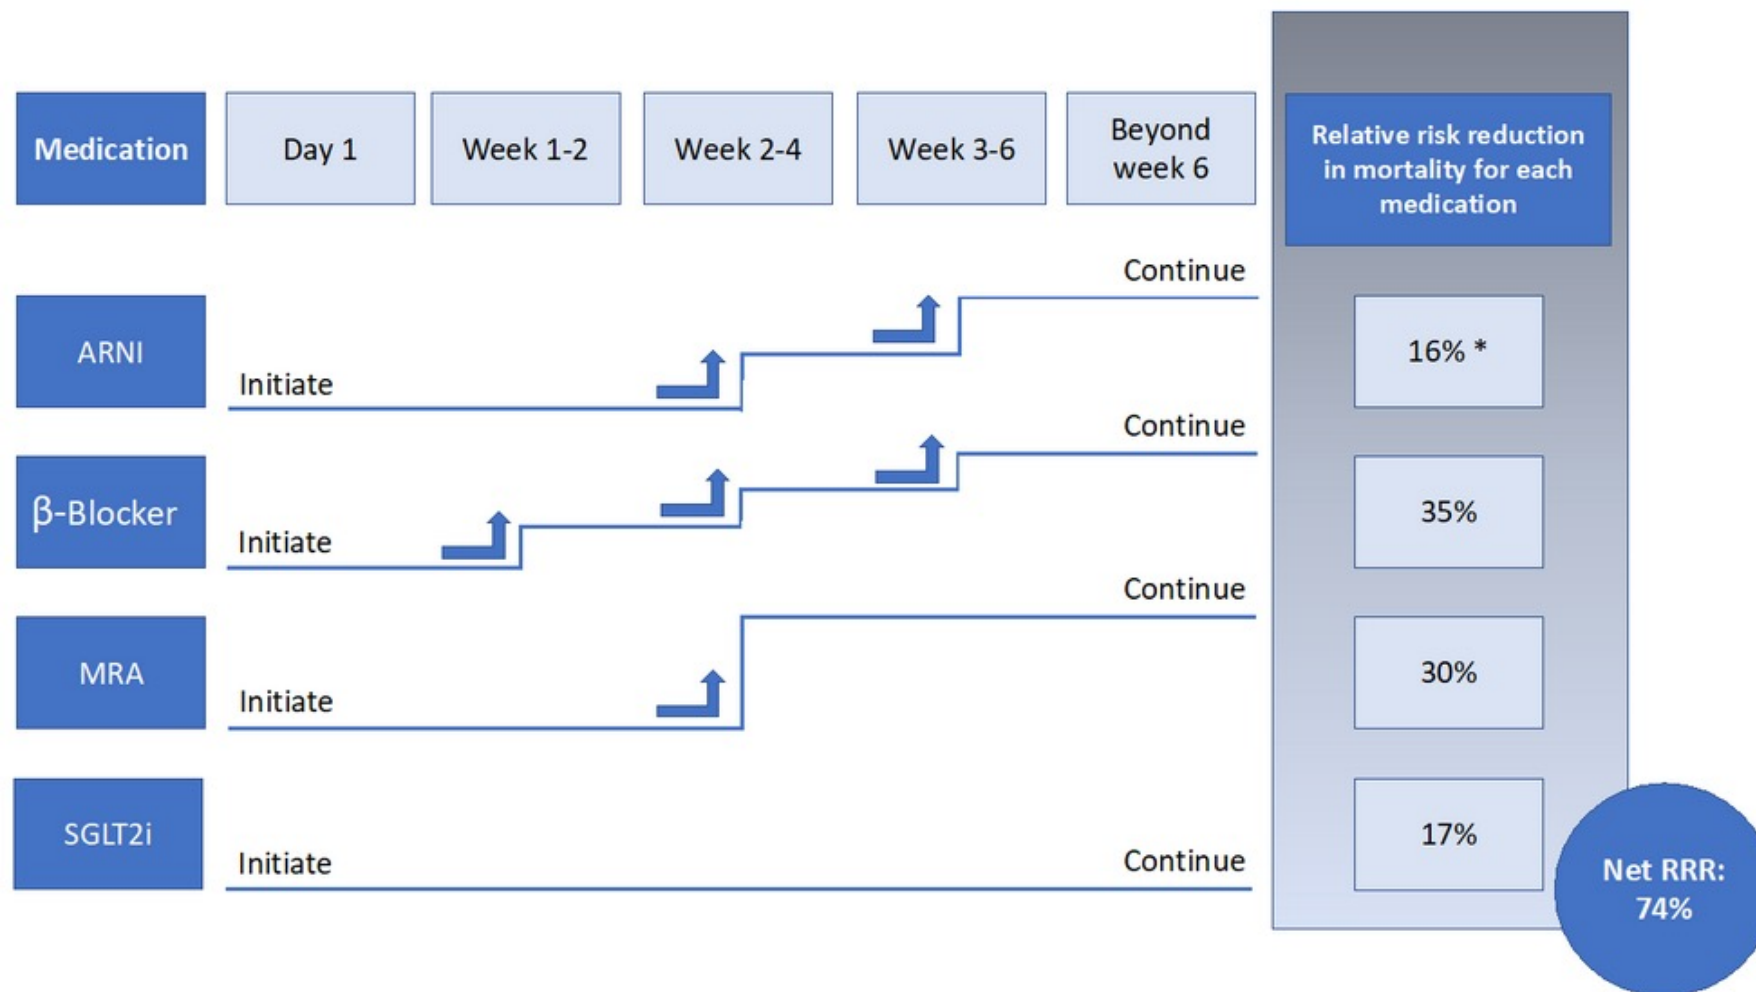 Medication
Day 1
Week 1-2
Week 2-4
Week 3-6
Beyond
week 6
Relative risk reduction
in mortality for each
medication
ARNI
Initiate
Continue
16% *
β-Blocker
Initiate
Continue
35%
MRA
Initiate
Continue
30%
SGLT2i
Initiate
Continue
17%
Net RRR:
74%